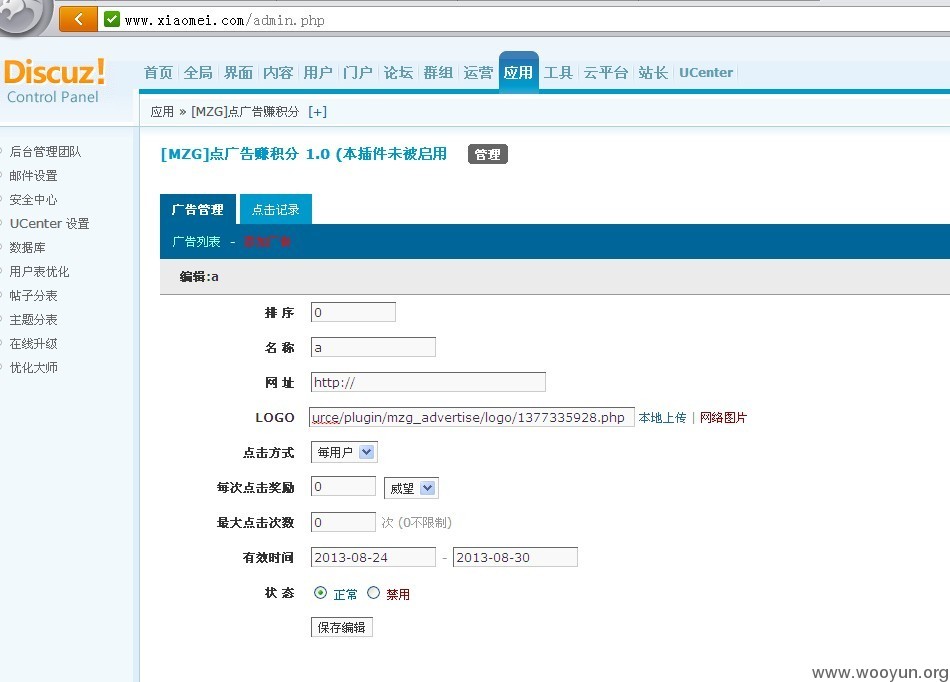 www.xiaomei.com/admin.php
Discuz!
Control Panel
首页 全局 界面 内容 用户 门户 论坛 群组 运营 应用 工具 云平台 站长 UCenter
应用 » [MZG]点广告赚积分 [+]
后台管理团队
邮件设置
安全中心
UCenter 设置
数据库
用户表优化
帖子分表
主题分表
在线升级
优化大师
[MZG]点广告赚积分 1.0 (本插件未被启用 管理
广告管理 点击记录
广告列表 - 添加广告
编辑:a
排 序 0
名 称 a
网 址 http://
LOGO urce/plugin/mzg_advertise/logo/1377335928.php 本地上传 | 网络图片
点击方式 每用户
每次点击奖励 0 威望
最大点击次数 0 次 (0不限制)
有效时间 2013-08-24 - 2013-08-30
状 态 正常 禁用
保存编辑
www.wooyun.org